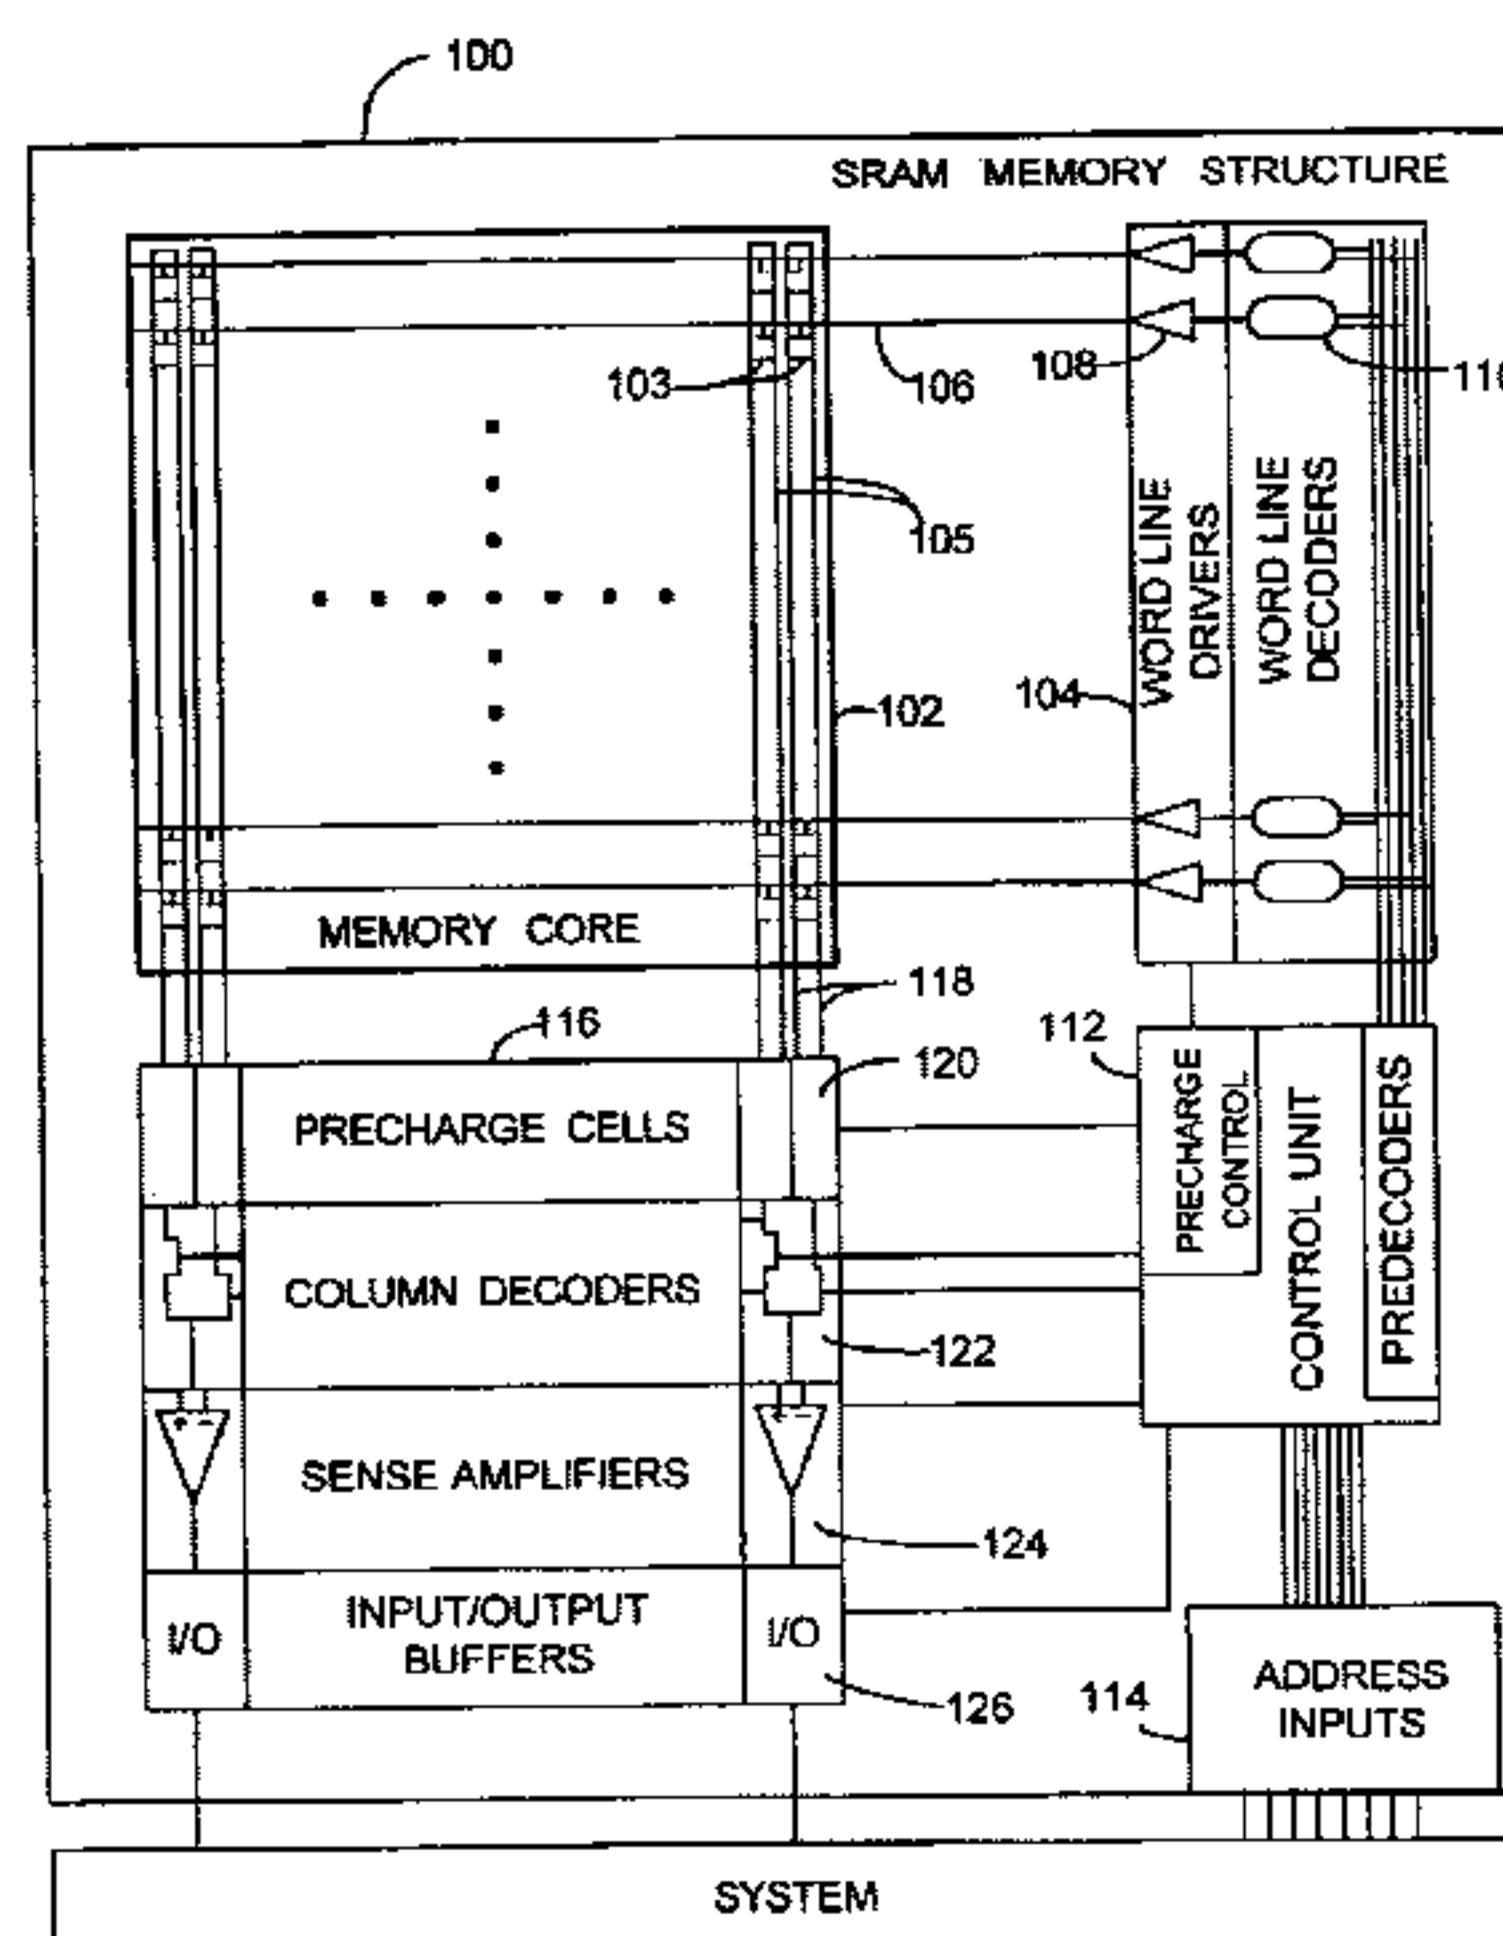 100
SRAM MEMORY STRUCTURE
103
106
108
105
WORD LINE
DRIVERS
WORD LINE
DECODERS
102
104
MEMORY CORE
118
116
112
120
PRECHARGE CELLS
PRECHARGE
CONTROL
CONTROL UNIT
PREDECODERS
COLUMN DECODERS
122
+ -
+ -
SENSE AMPLIFIERS
124
I/O
INPUT/OUTPUT
BUFFERS
I/O
126
114
ADDRESS
INPUTS
SYSTEM